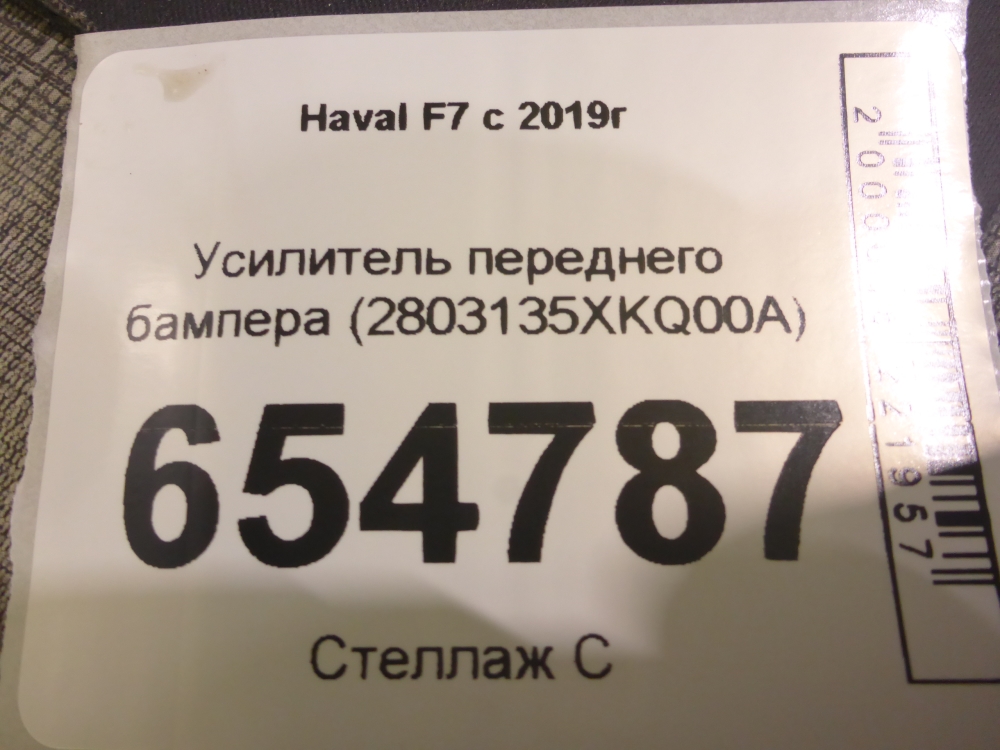 Haval F7 с 2019г
Усилитель переднего
бампера (2803135XKQ00A)
654787
Стеллаж С